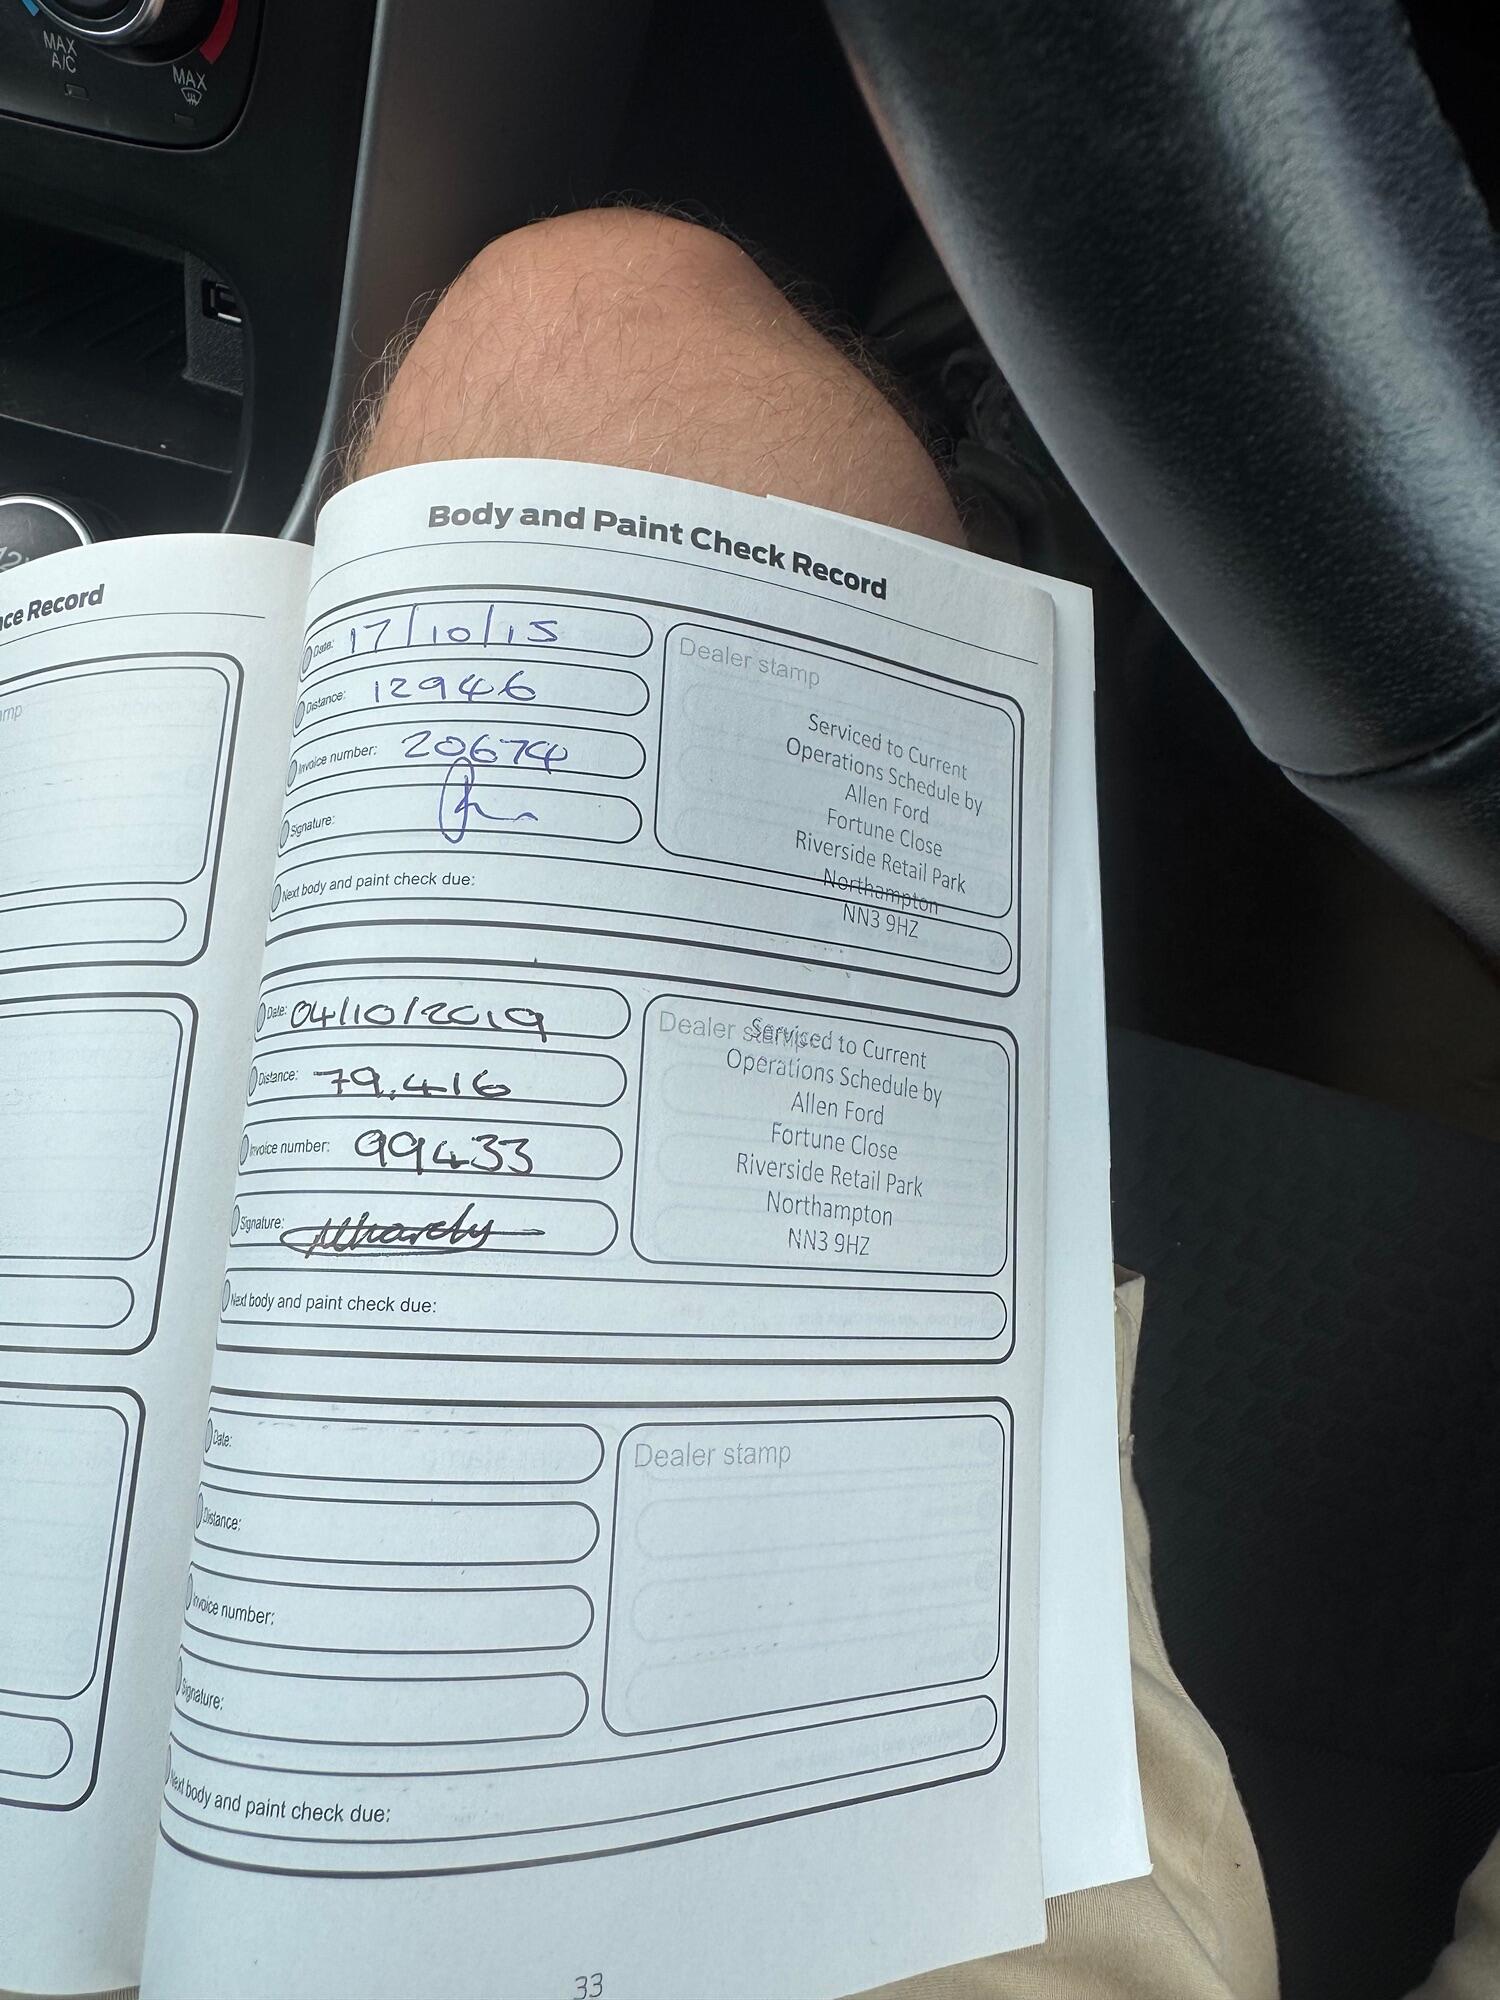 MAX
A/C
MAX
ce Record
mp
Body and Paint Check Record
Date: 17/10/15
Distance: 12946
Invoice number: 20674
Signature:
Next body and paint check due:
Dealer stamp
Serviced to Current
Operations Schedule by
Allen Ford
Fortune Close
Riverside Retail Park
Northampton
NN3 9HZ
Date: 04/10/2019
Distance: 79,416
Invoice number: 99433
Signature:
Next body and paint check due:
Dealer stamp
Serviced to Current
Operations Schedule by
Allen Ford
Fortune Close
Riverside Retail Park
Northampton
NN3 9HZ
Date:
Distance:
Invoice number:
Signature:
Next body and paint check due:
Dealer stamp
33